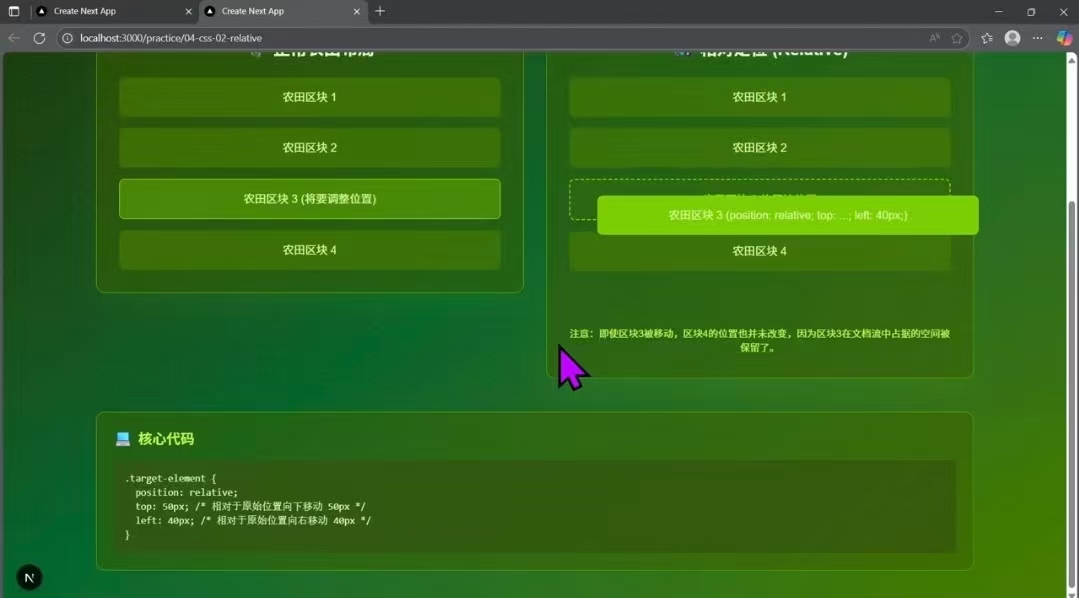 Create Next App
Create Next App
localhost:3000/practice/04-css-02-relative
相对定位 (Relative)
农田区块 1
农田区块 2
农田区块 3 (将要调整位置)
农田区块 4
农田区块 1
农田区块 2
农田区块 3 (position: relative; top: ...; left: 40px;)
农田区块 4
注意：即使区块3被移动，区块4的位置也并未改变，因为区块3在文档流中占据的空间被
保留了。
核心代码
.target-element {
position: relative;
top: 50px; /* 相对于原始位置向下移动 50px */
left: 40px; /* 相对于原始位置向右移动 40px */
}
N